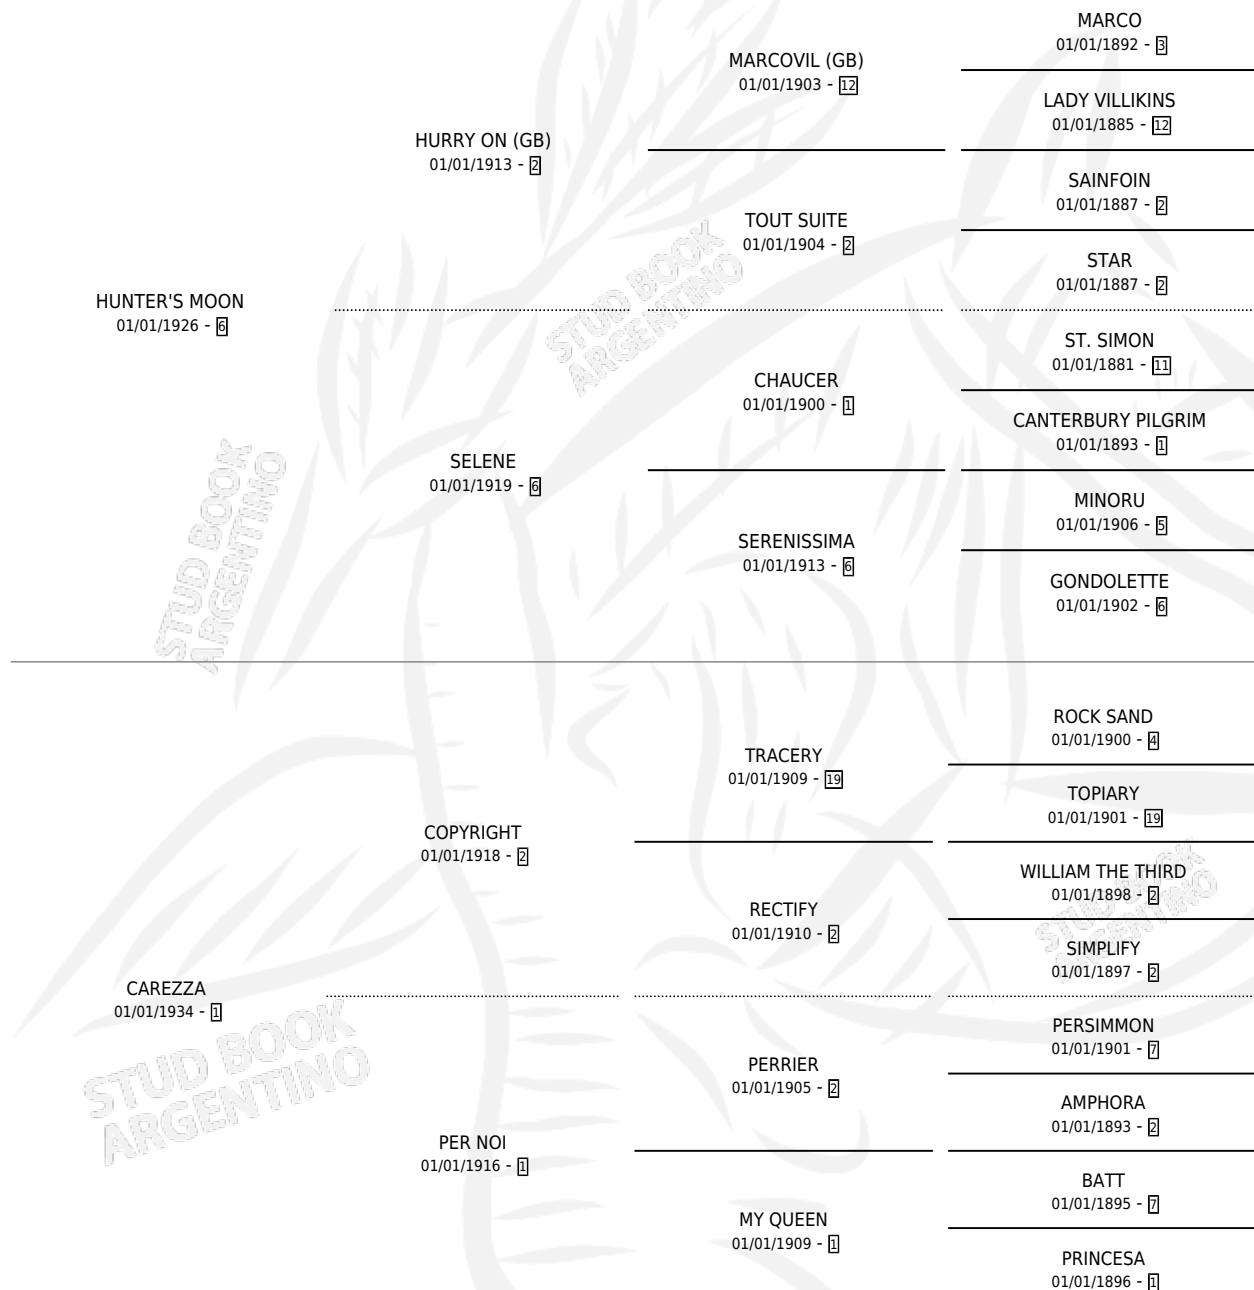 MARCO
01/01/1892 - 3
MARCOVIL (GB)
01/01/1903 - 12
LADY VILLIKINS
01/01/1885 - 12
HURRY ON (GB)
01/01/1913 - 2
SAINFOIN
01/01/1887 - 2
TOUT SUITE
01/01/1904 - 2
STAR
01/01/1887 - 2
HUNTER'S MOON
01/01/1926 - 6
ST. SIMON
01/01/1881 - 11
CHAUCER
01/01/1900 - 1
CANTERBURY PILGRIM
01/01/1893 - 1
SELENE
01/01/1919 - 6
MINORU
01/01/1906 - 5
SERENISSIMA
01/01/1913 - 6
GONDOLETTE
01/01/1902 - 6
ROCK SAND
01/01/1900 - 4
TRACERY
01/01/1909 - 19
TOPIARY
01/01/1901 - 19
COPYRIGHT
01/01/1918 - 2
WILLIAM THE THIRD
01/01/1898 - 2
RECTIFY
01/01/1910 - 2
SIMPLIFY
01/01/1897 - 2
CAREZZA
01/01/1934 - 1
PERSIMMON
01/01/1901 - 7
PERRIER
01/01/1905 - 2
AMPHORA
01/01/1893 - 2
PER NOI
01/01/1916 - 1
BATT
01/01/1895 - 7
MY QUEEN
01/01/1909 - 1
PRINCESA
01/01/1896 - 1
STUD BOOK
ARGENTINO
STUD BOOK
ARGENTINO
STUD BOOK
ARGENTINO
STUD BOOK
ARGENTINO